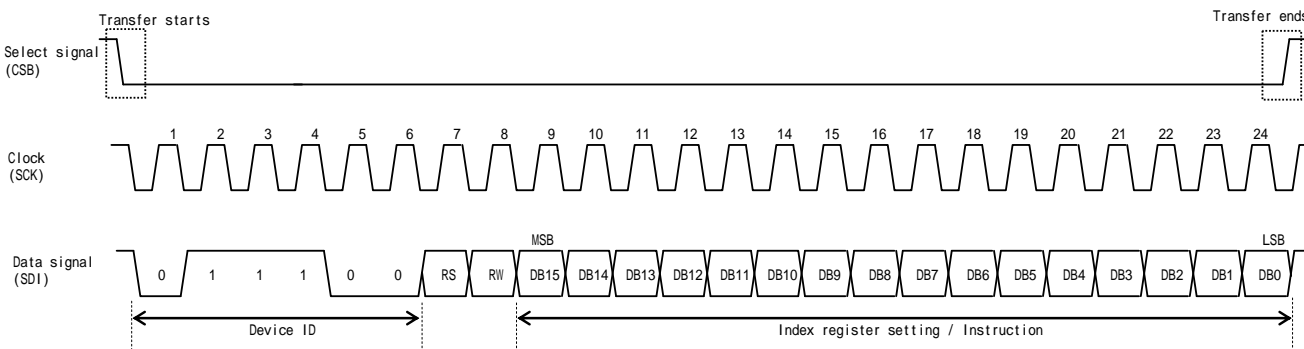 Transfer starts
Transfer ends
Select signal
(CSB)
1 2 3 4 5 6 7 8 9 10 11 12 13 14 15 16 17 18 19 20 21 22 23 24
Clock
(SCK)
MSB LSB
Data signal
(SDI)
0 1 1 1 0 0 RS RW DB15 DB14 DB13 DB12 DB11 DB10 DB9 DB8 DB7 DB6 DB5 DB4 DB3 DB2 DB1 DB0
Device ID
Index register setting / Instruction